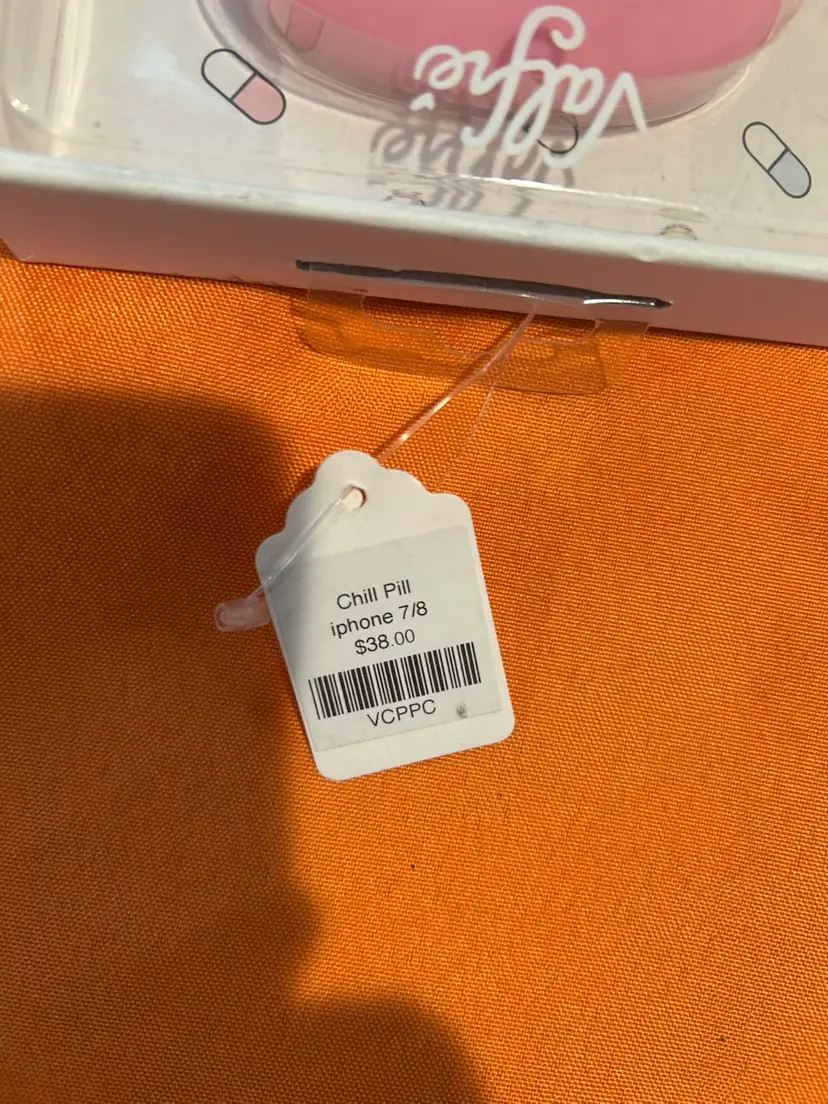 Valfré
Chill Pill
iphone 7/8
$38.00
VCPPC